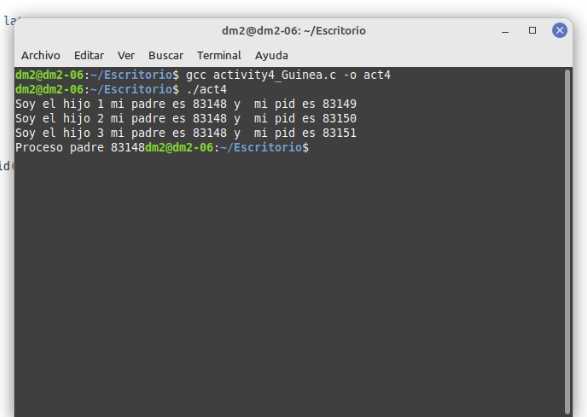 la
dm2@dm2-06: ~/Escritorio
Archivo Editar Ver Buscar Terminal Ayuda
dm2@dm2-06:~/Escritorio$ gcc activity4_Guinea.c -o act4
dm2@dm2-06:~/Escritorio$ ./act4
Soy el hijo 1 mi padre es 83148 y  mi pid es 83149
Soy el hijo 2 mi padre es 83148 y  mi pid es 83150
Soy el hijo 3 mi padre es 83148 y  mi pid es 83151
Proceso padre 83148dm2@dm2-06:~/Escritorio$
id(